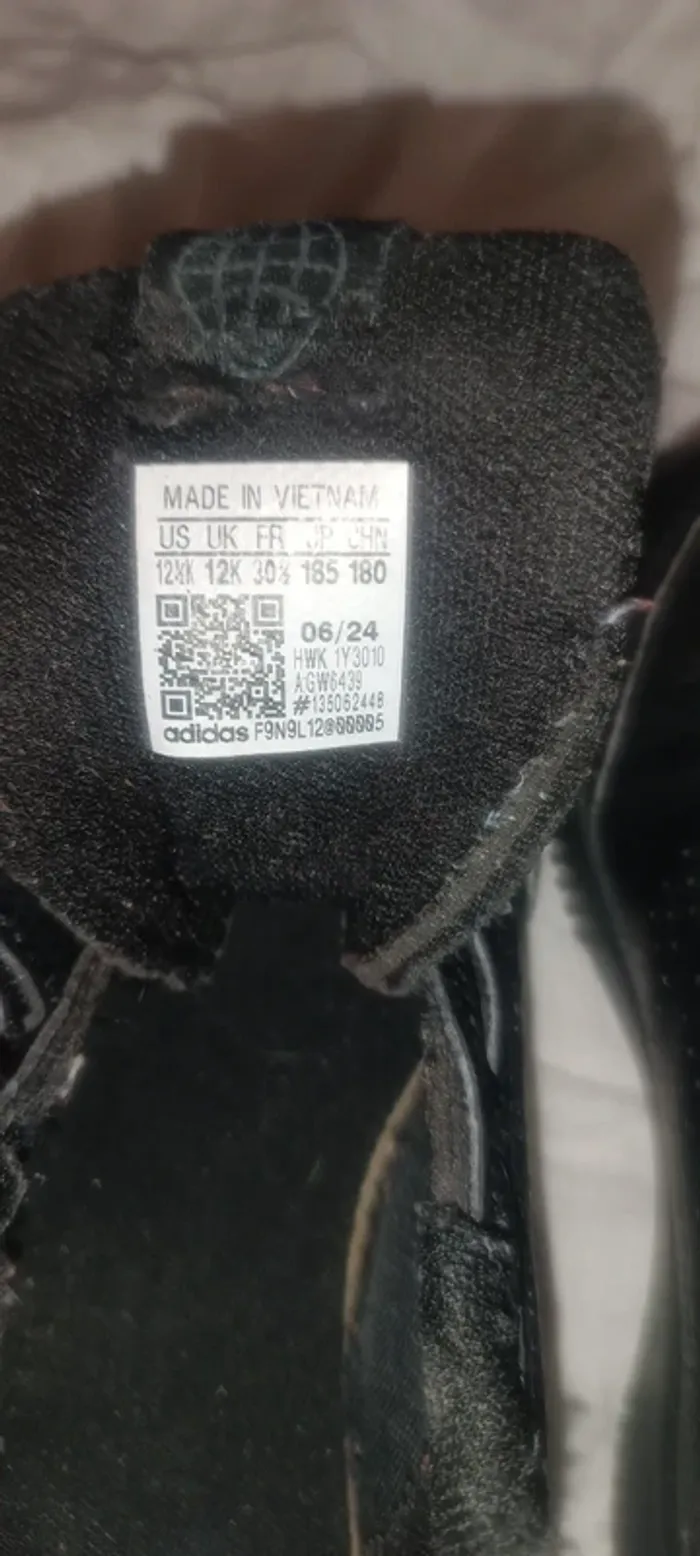 MADE IN VIETNAM
US UK FR JP CHN
12½K 12K 30½ 185 180
06/24
HWK 1Y3010
AGW6439
#135062448
adidas F9N9L12@00005